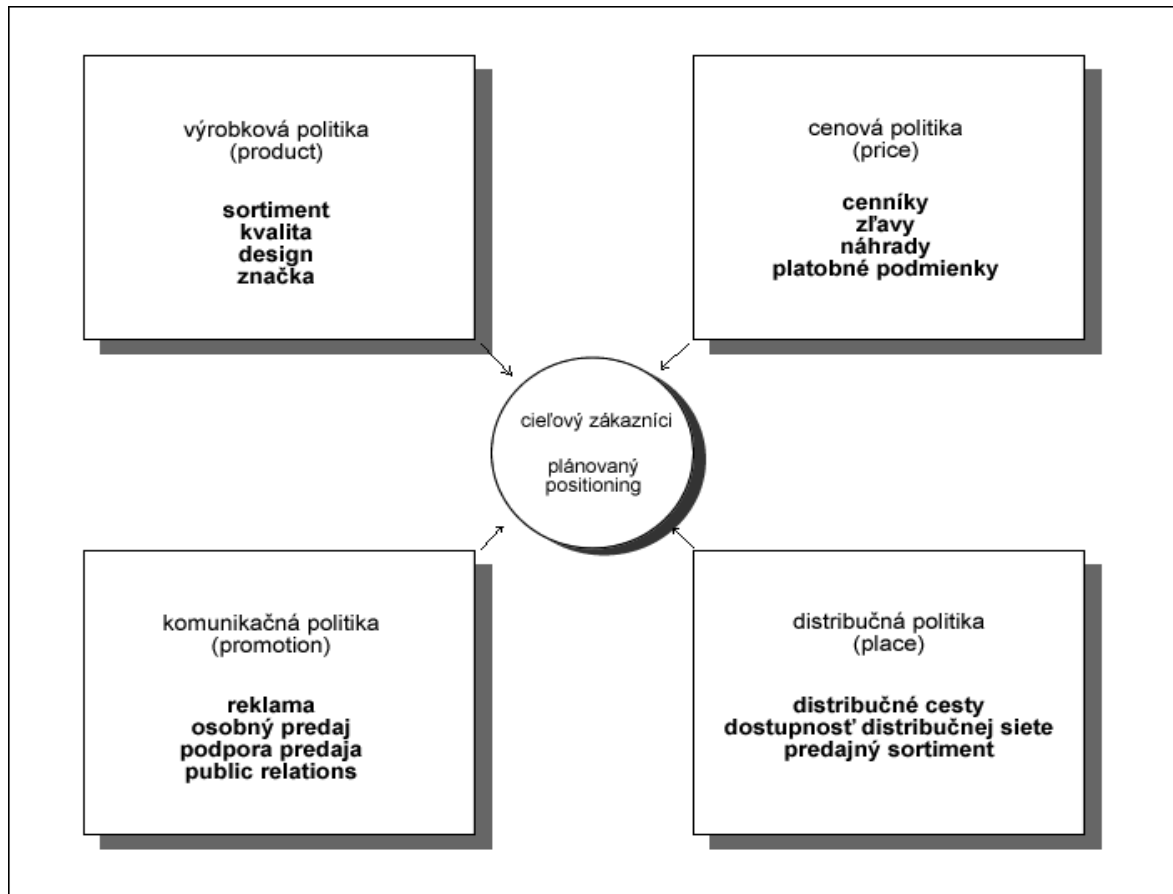 výrobková politika
(product)
sortiment
kvalita
design
značka
cenová politika
(price)
cenníky
zľavy
náhrady
platobné podmienky
cieľový zákazníci
plánovaný
positioning
komunikačná politika
(promotion)
reklama
osobný predaj
podpora predaja
public relations
distribučná politika
(place)
distribučné cesty
dostupnosť distribučnej siete
predajný sortiment